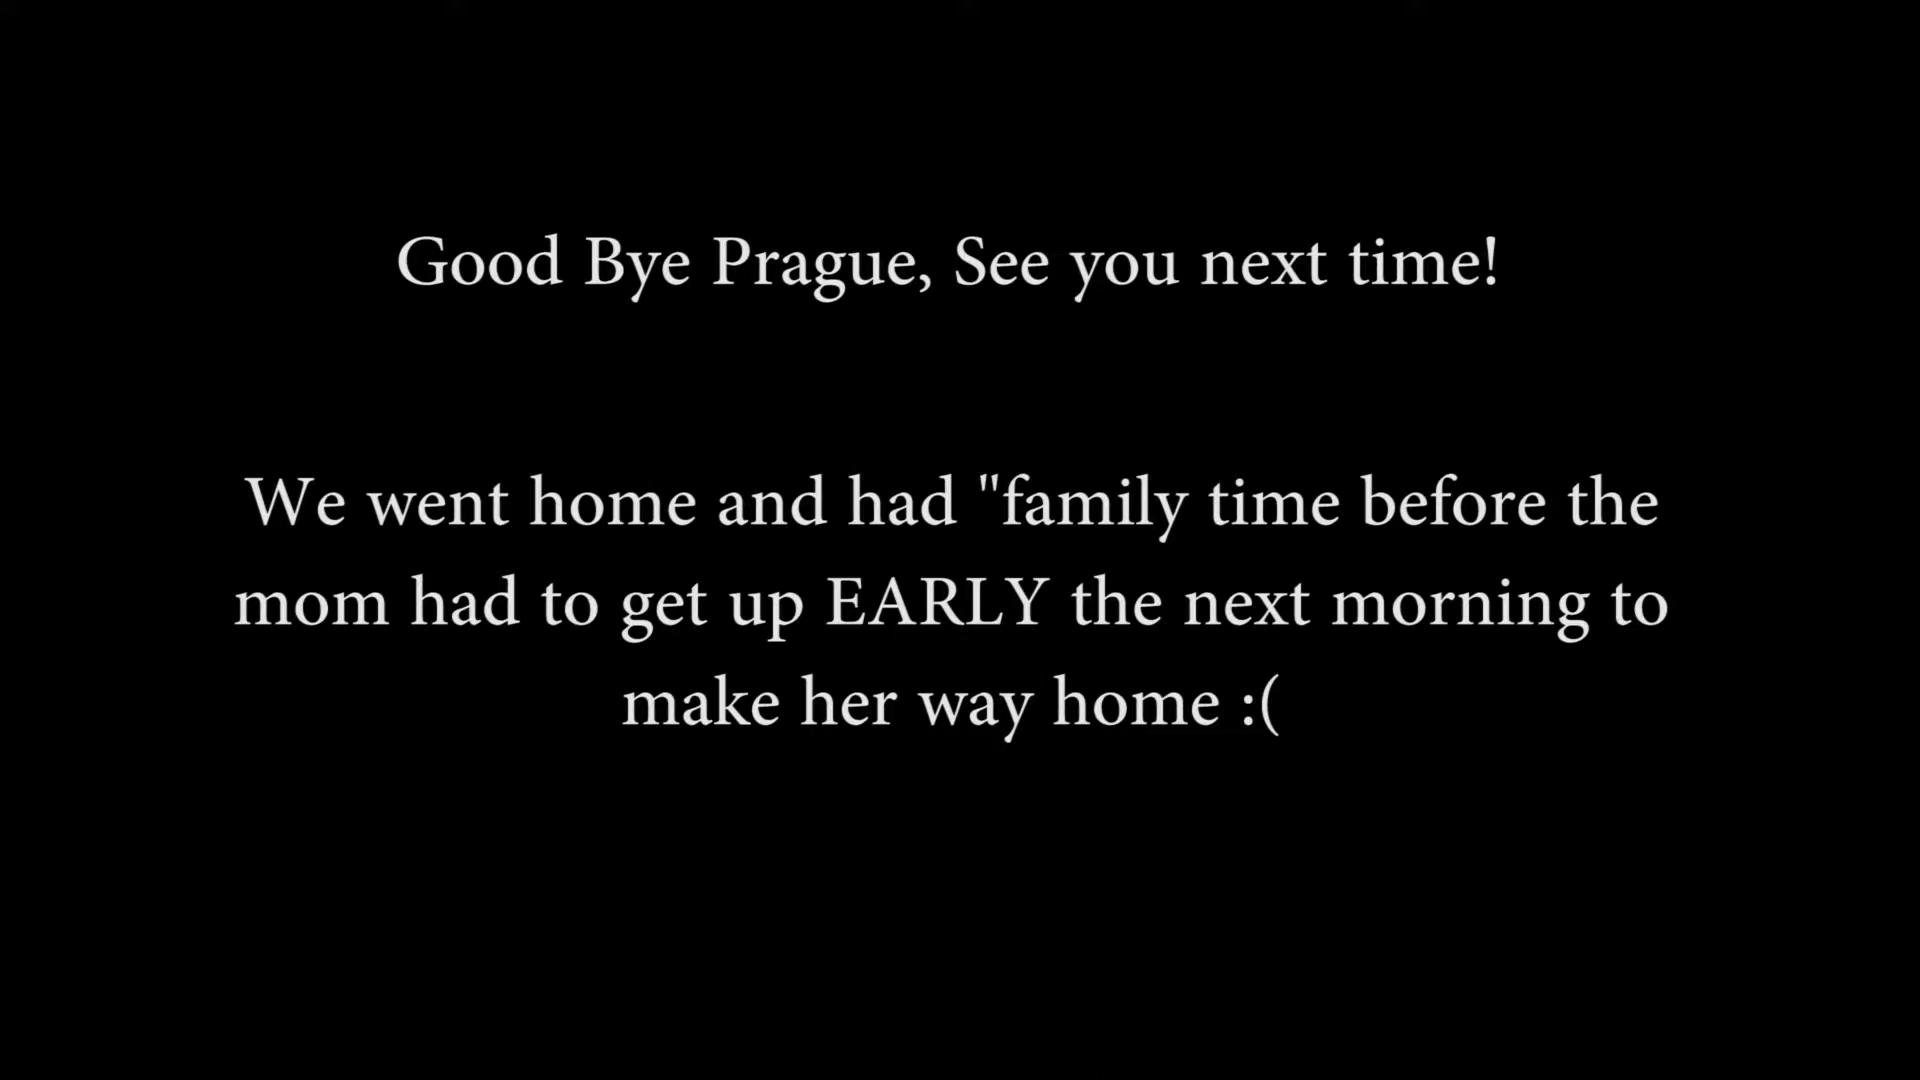 Good Bye Prague, See you next time!
We went home and had "family time before the
mom had to get up EARLY the next morning to
make her way home :(